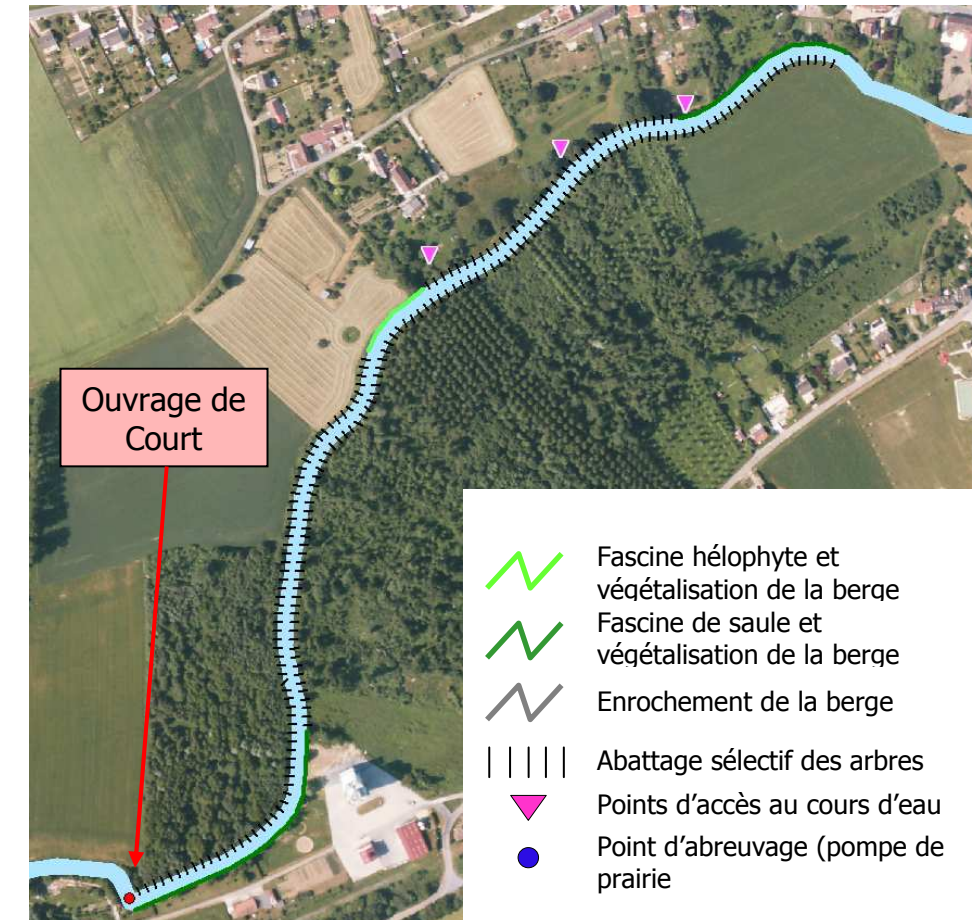 Ouvrage de
Court
Fascine hélophyte et
végétalisation de la berge
Fascine de saule et
végétalisation de la berge
Enrochement de la berge
Abattage sélectif des arbres
Points d’accès au cours d’eau
Point d’abreuvage (pompe de
prairie